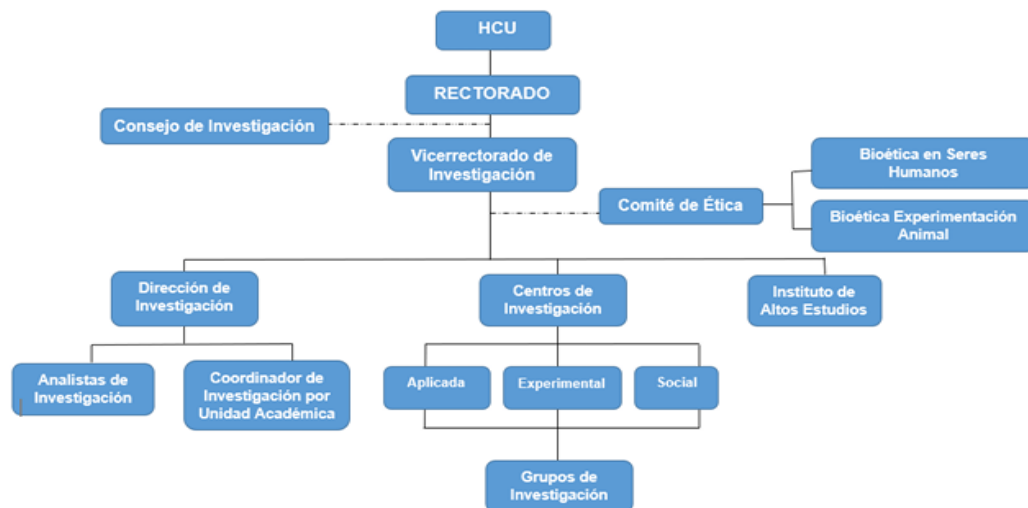 HCU
RECTORADO
Consejo de Investigación
Vicerrectorado de
Investigación
Bioética en Seres
Humanos
Comité de Ética
Bioética Experimentación
Animal
Dirección de
Investigación
Centros de
Investigación
Instituto de
Altos Estudios
Analistas de
Investigación
Coordinador de
Investigación por
Unidad Académica
Aplicada
Experimental
Social
Grupos de
Investigación